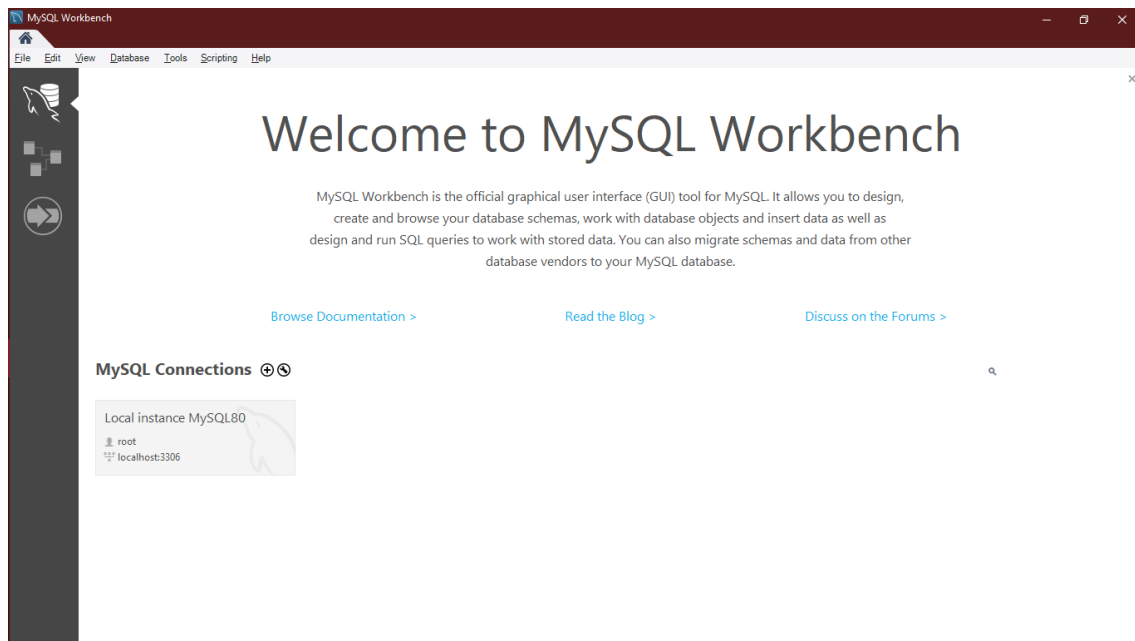 MySQL Workbench
File Edit View Database Tools Scripting Help
Welcome to MySQL Workbench
MySQL Workbench is the official graphical user interface (GUI) tool for MySQL. It allows you to design,
create and browse your database schemas, work with database objects and insert data as well as
design and run SQL queries to work with stored data. You can also migrate schemas and data from other
database vendors to your MySQL database.
Browse Documentation > Read the Blog > Discuss on the Forums >
MySQL Connections
Local instance MySQL80
root
localhost:3306